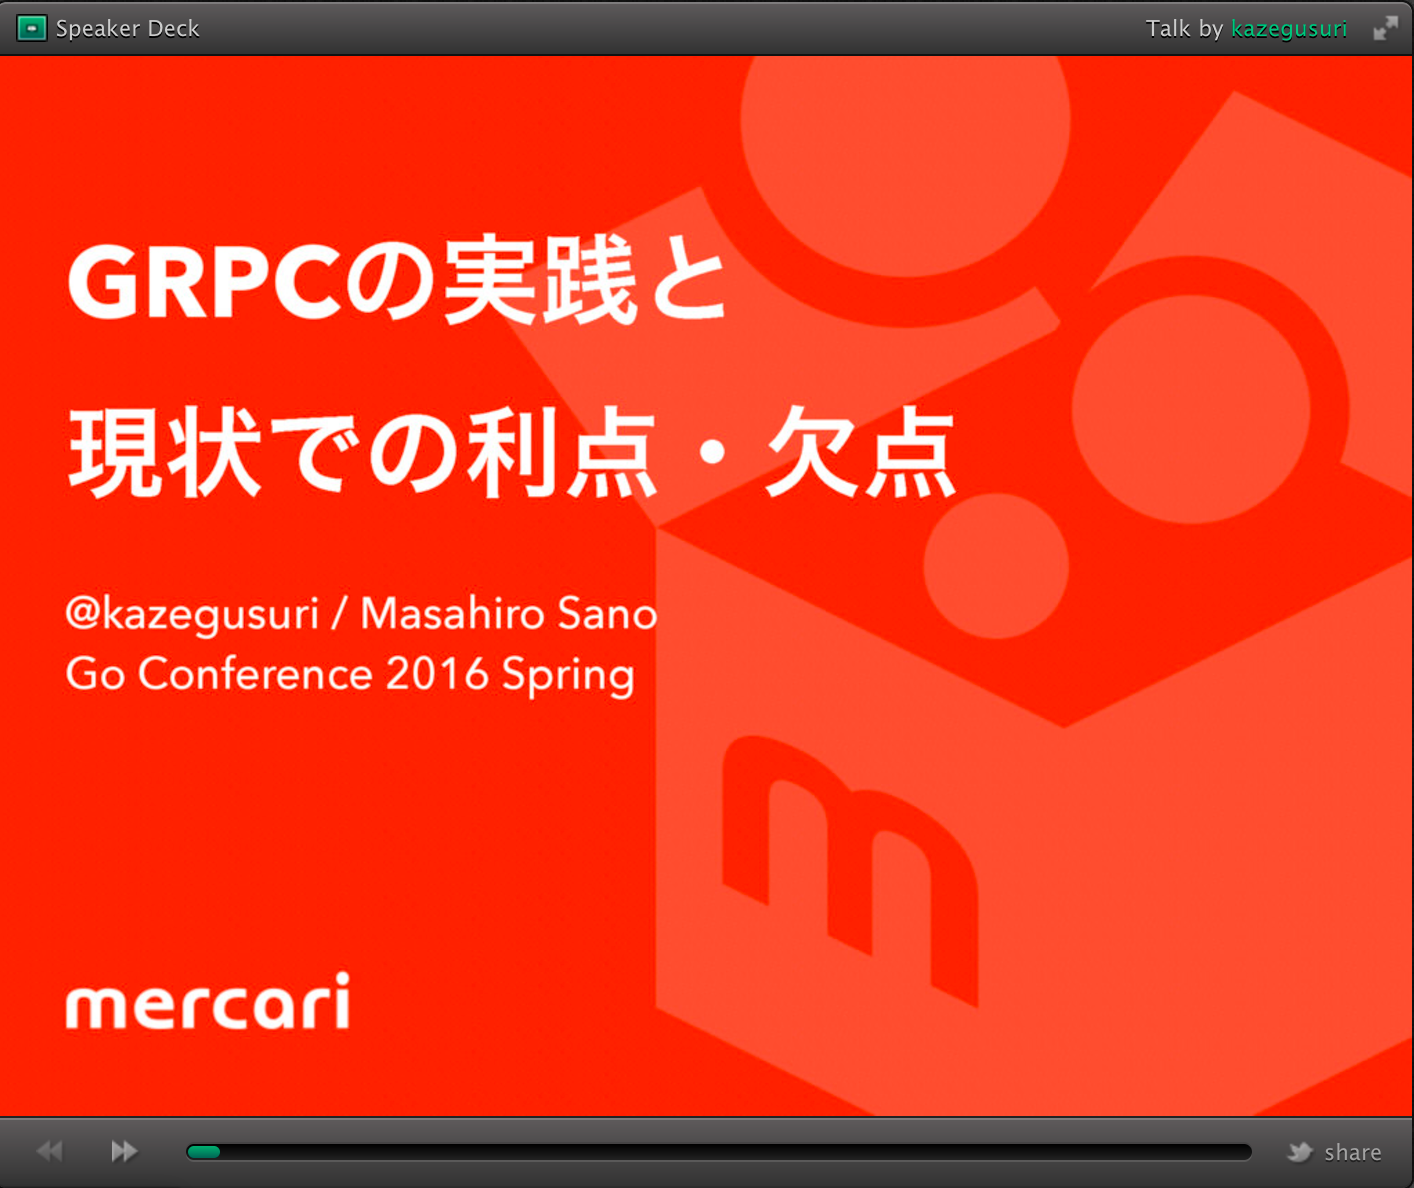 Speaker Deck
Talk by kazegusuri
GRPCの実践と
現状での利点・欠点
@kazegusuri / Masahiro Sano
Go Conference 2016 Spring
m
mercari
share